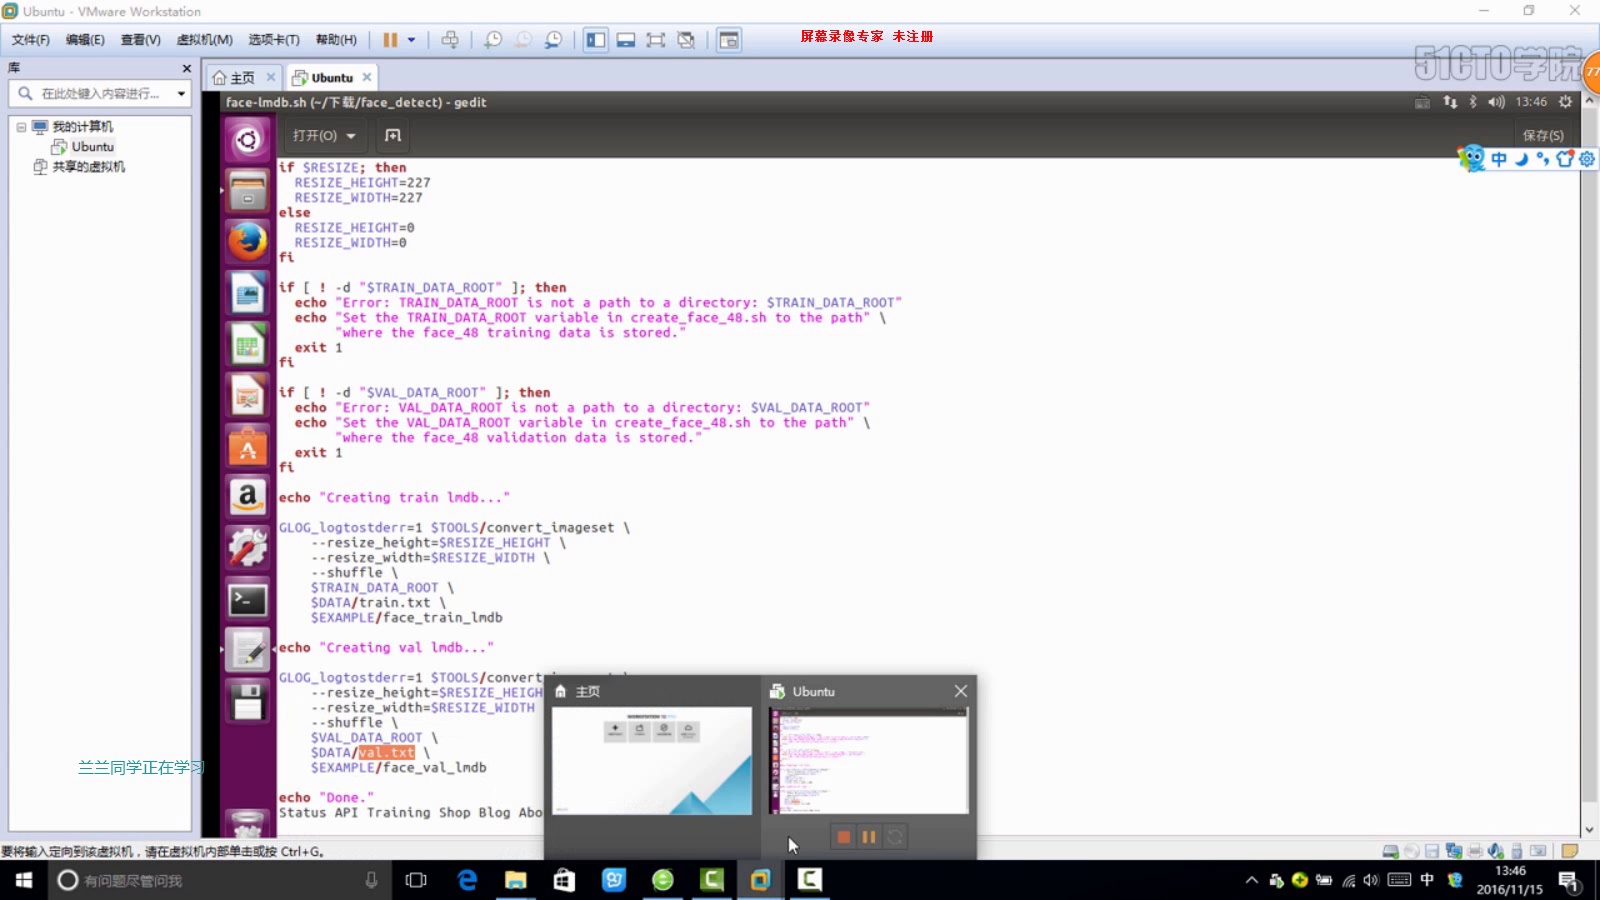 Ubuntu - VMware Workstation
文件(F) 编辑(E) 查看(V) 虚拟机(M) 选项卡(T) 帮助(H)
屏幕录像专家 未注册
51CTO学院
77
库
主页
Ubuntu
在此处键入内容进行...
我的计算机
Ubuntu
共享的虚拟机
face-lmdb.sh (~/下载/face_detect) - gedit
13:46
打开(O)
保存(S)
中
if $RESIZE; then
  RESIZE_HEIGHT=227
  RESIZE_WIDTH=227
else
  RESIZE_HEIGHT=0
  RESIZE_WIDTH=0
fi
if [ ! -d "$TRAIN_DATA_ROOT" ]; then
  echo "Error: TRAIN_DATA_ROOT is not a path to a directory: $TRAIN_DATA_ROOT"
  echo "Set the TRAIN_DATA_ROOT variable in create_face_48.sh to the path" \
       "where the face_48 training data is stored."
  exit 1
fi
if [ ! -d "$VAL_DATA_ROOT" ]; then
  echo "Error: VAL_DATA_ROOT is not a path to a directory: $VAL_DATA_ROOT"
  echo "Set the VAL_DATA_ROOT variable in create_face_48.sh to the path" \
       "where the face_48 validation data is stored."
  exit 1
fi
echo "Creating train lmdb..."
GLOG_logtostderr=1 $TOOLS/convert_imageset \
    --resize_height=$RESIZE_HEIGHT \
    --resize_width=$RESIZE_WIDTH \
    --shuffle \
    $TRAIN_DATA_ROOT \
    $DATA/train.txt \
    $EXAMPLE/face_train_lmdb
echo "Creating val lmdb..."
GLOG_logtostderr=1 $TOOLS/convert
    --resize_height=$RESIZE_HEIGH
    --resize_width=$RESIZE_WIDTH
    --shuffle \
    $VAL_DATA_ROOT \
    $DATA/val.txt \
    $EXAMPLE/face_val_lmdb
echo "Done."
Status API Training Shop Blog Abo
兰兰同学正在学习
主页
Ubuntu
要将输入定向到该虚拟机，请在虚拟机内部单击或按 Ctrl+G。
有问题尽管问我
中
13:46
2016/11/15
1